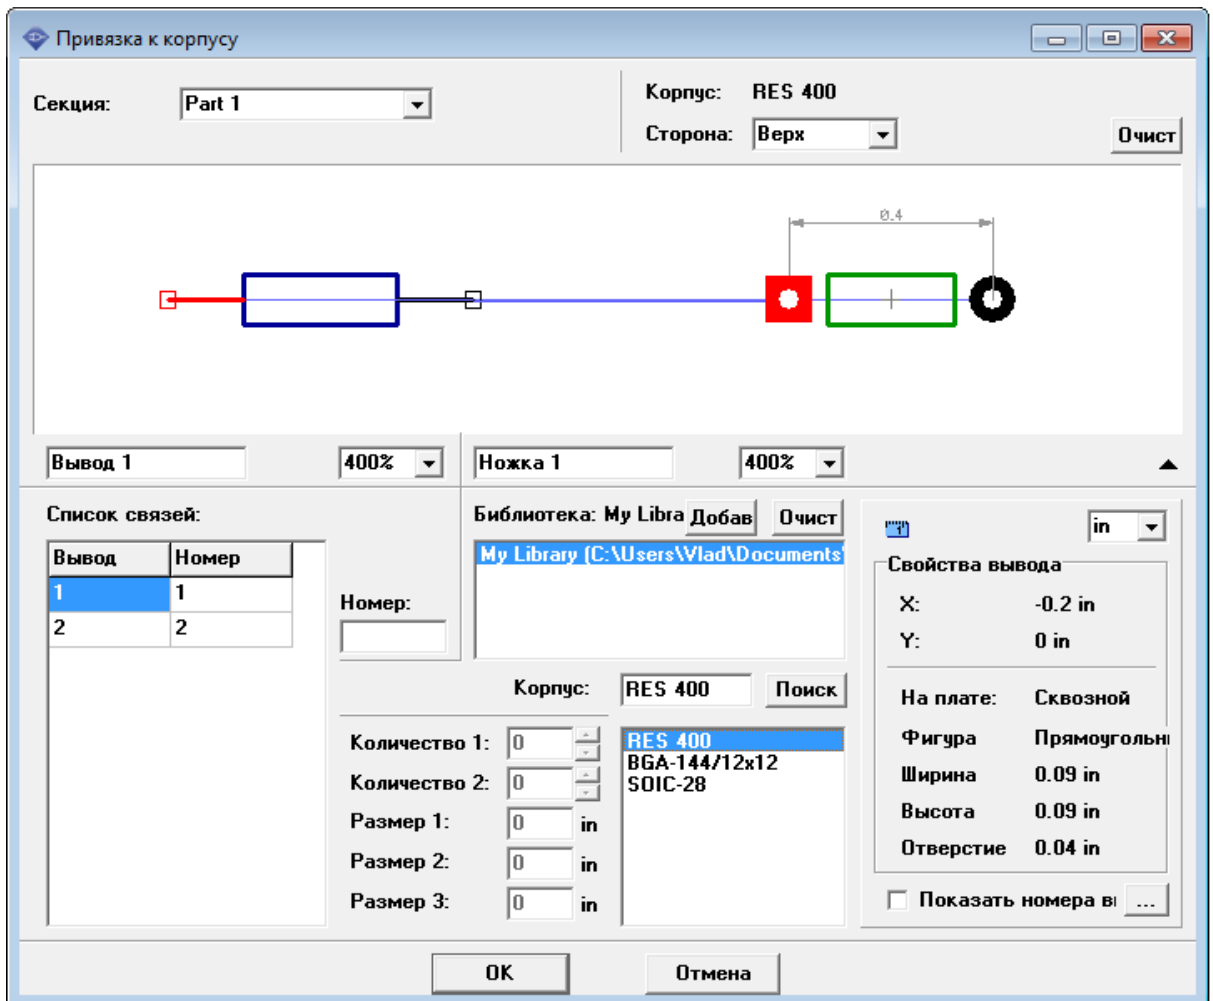 Привязка к корпусу
Секция:
Part 1
Корпус:
RES 400
Сторона:
Верх
Очист
0.4
Вывод 1
400%
Ножка 1
400%
Список связей:
Вывод Номер
1 1
2 2
Номер:
Библиотека: My Libra
Добав
Очист
My Library (C:\Users\Vlad\Documents\
Корпус:
RES 400
Поиск
RES 400
BGA-144/12x12
SOIC-28
Количество 1: 0
Количество 2: 0
Размер 1: 0 in
Размер 2: 0 in
Размер 3: 0 in
in
Свойства вывода
X: -0.2 in
Y: 0 in
На плате: Сквозной
Фигура Прямоугольн
Ширина 0.09 in
Высота 0.09 in
Отверстие 0.04 in
Показать номера в
...
OK
Отмена